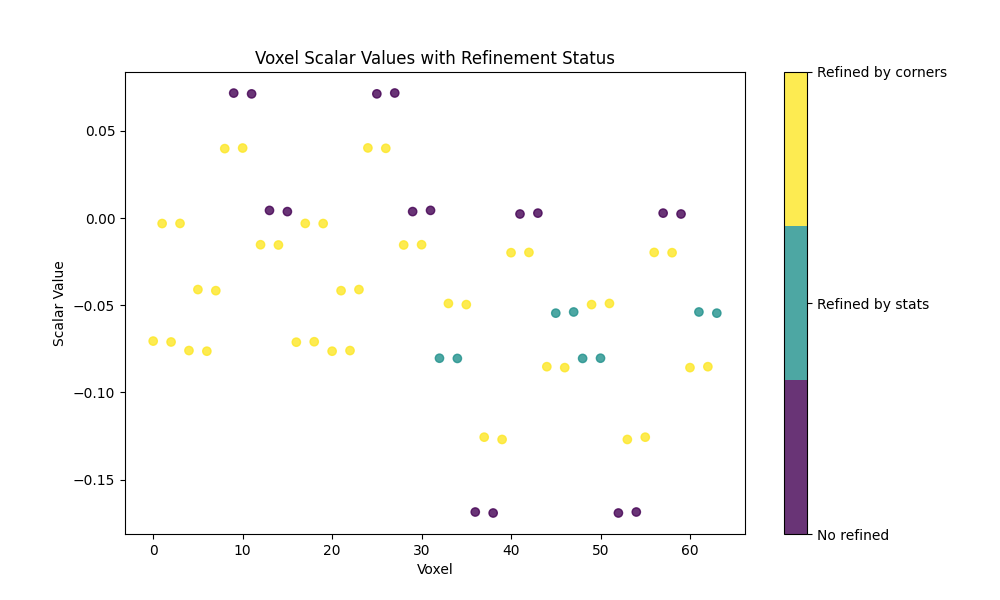 Voxel Scalar Values with Refinement Status
Refined by corners
0.05
0.00
−0.05
−0.10
−0.15
Scalar Value
Refined by stats
No refined
0 10 20 30 40 50 60
Voxel